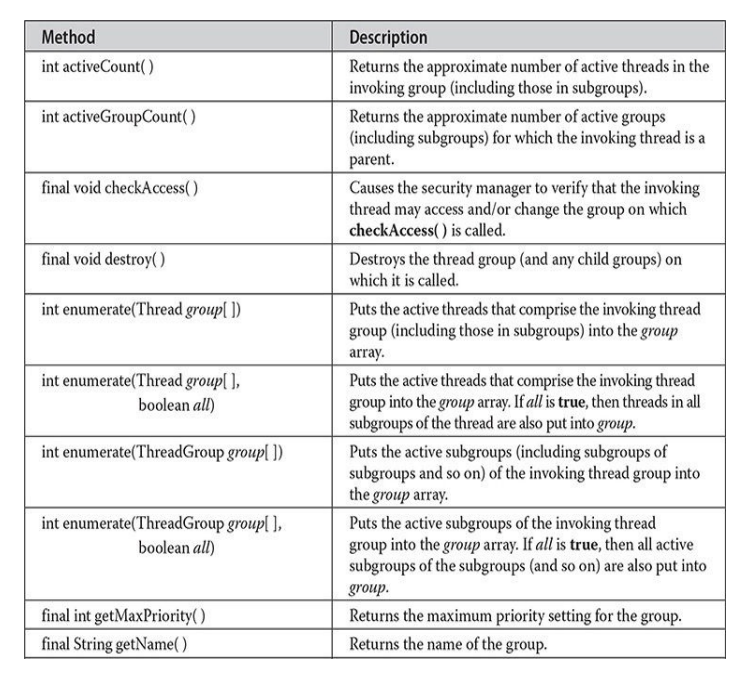 Method Description
int activeCount( ) Returns the approximate number of active threads in the
invoking group (including those in subgroups).
int activeGroupCount( ) Returns the approximate number of active groups
(including subgroups) for which the invoking thread is a
parent.
final void checkAccess( ) Causes the security manager to verify that the invoking
thread may access and/or change the group on which
checkAccess( ) is called.
final void destroy( ) Destroys the thread group (and any child groups) on
which it is called.
int enumerate(Thread group[ ]) Puts the active threads that comprise the invoking thread
group (including those in subgroups) into the group
array.
int enumerate(Thread group[ ], Puts the active threads that comprise the invoking thread
boolean all) group into the group array. If all is true, then threads in all
subgroups of the thread are also put into group.
int enumerate(ThreadGroup group[ ]) Puts the active subgroups (including subgroups of
subgroups and so on) of the invoking thread group into
the group array.
int enumerate(ThreadGroup group[ ], Puts the active subgroups of the invoking thread
boolean all) group into the group array. If all is true, then all active
subgroups of the subgroups (and so on) are also put into
group.
final int getMaxPriority( ) Returns the maximum priority setting for the group.
final String getName( ) Returns the name of the group.